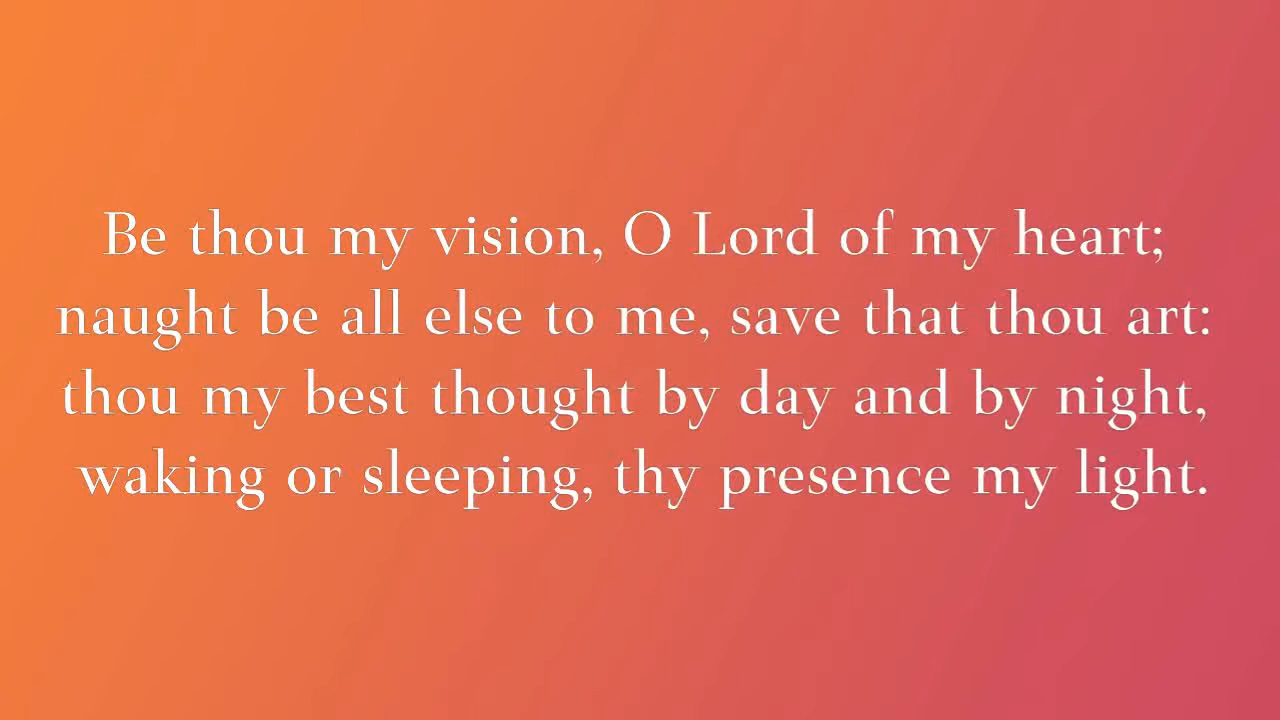 Be thou my vision, O Lord of my heart;
naught be all else to me, save that thou art:
thou my best thought by day and by night,
waking or sleeping, thy presence my light.